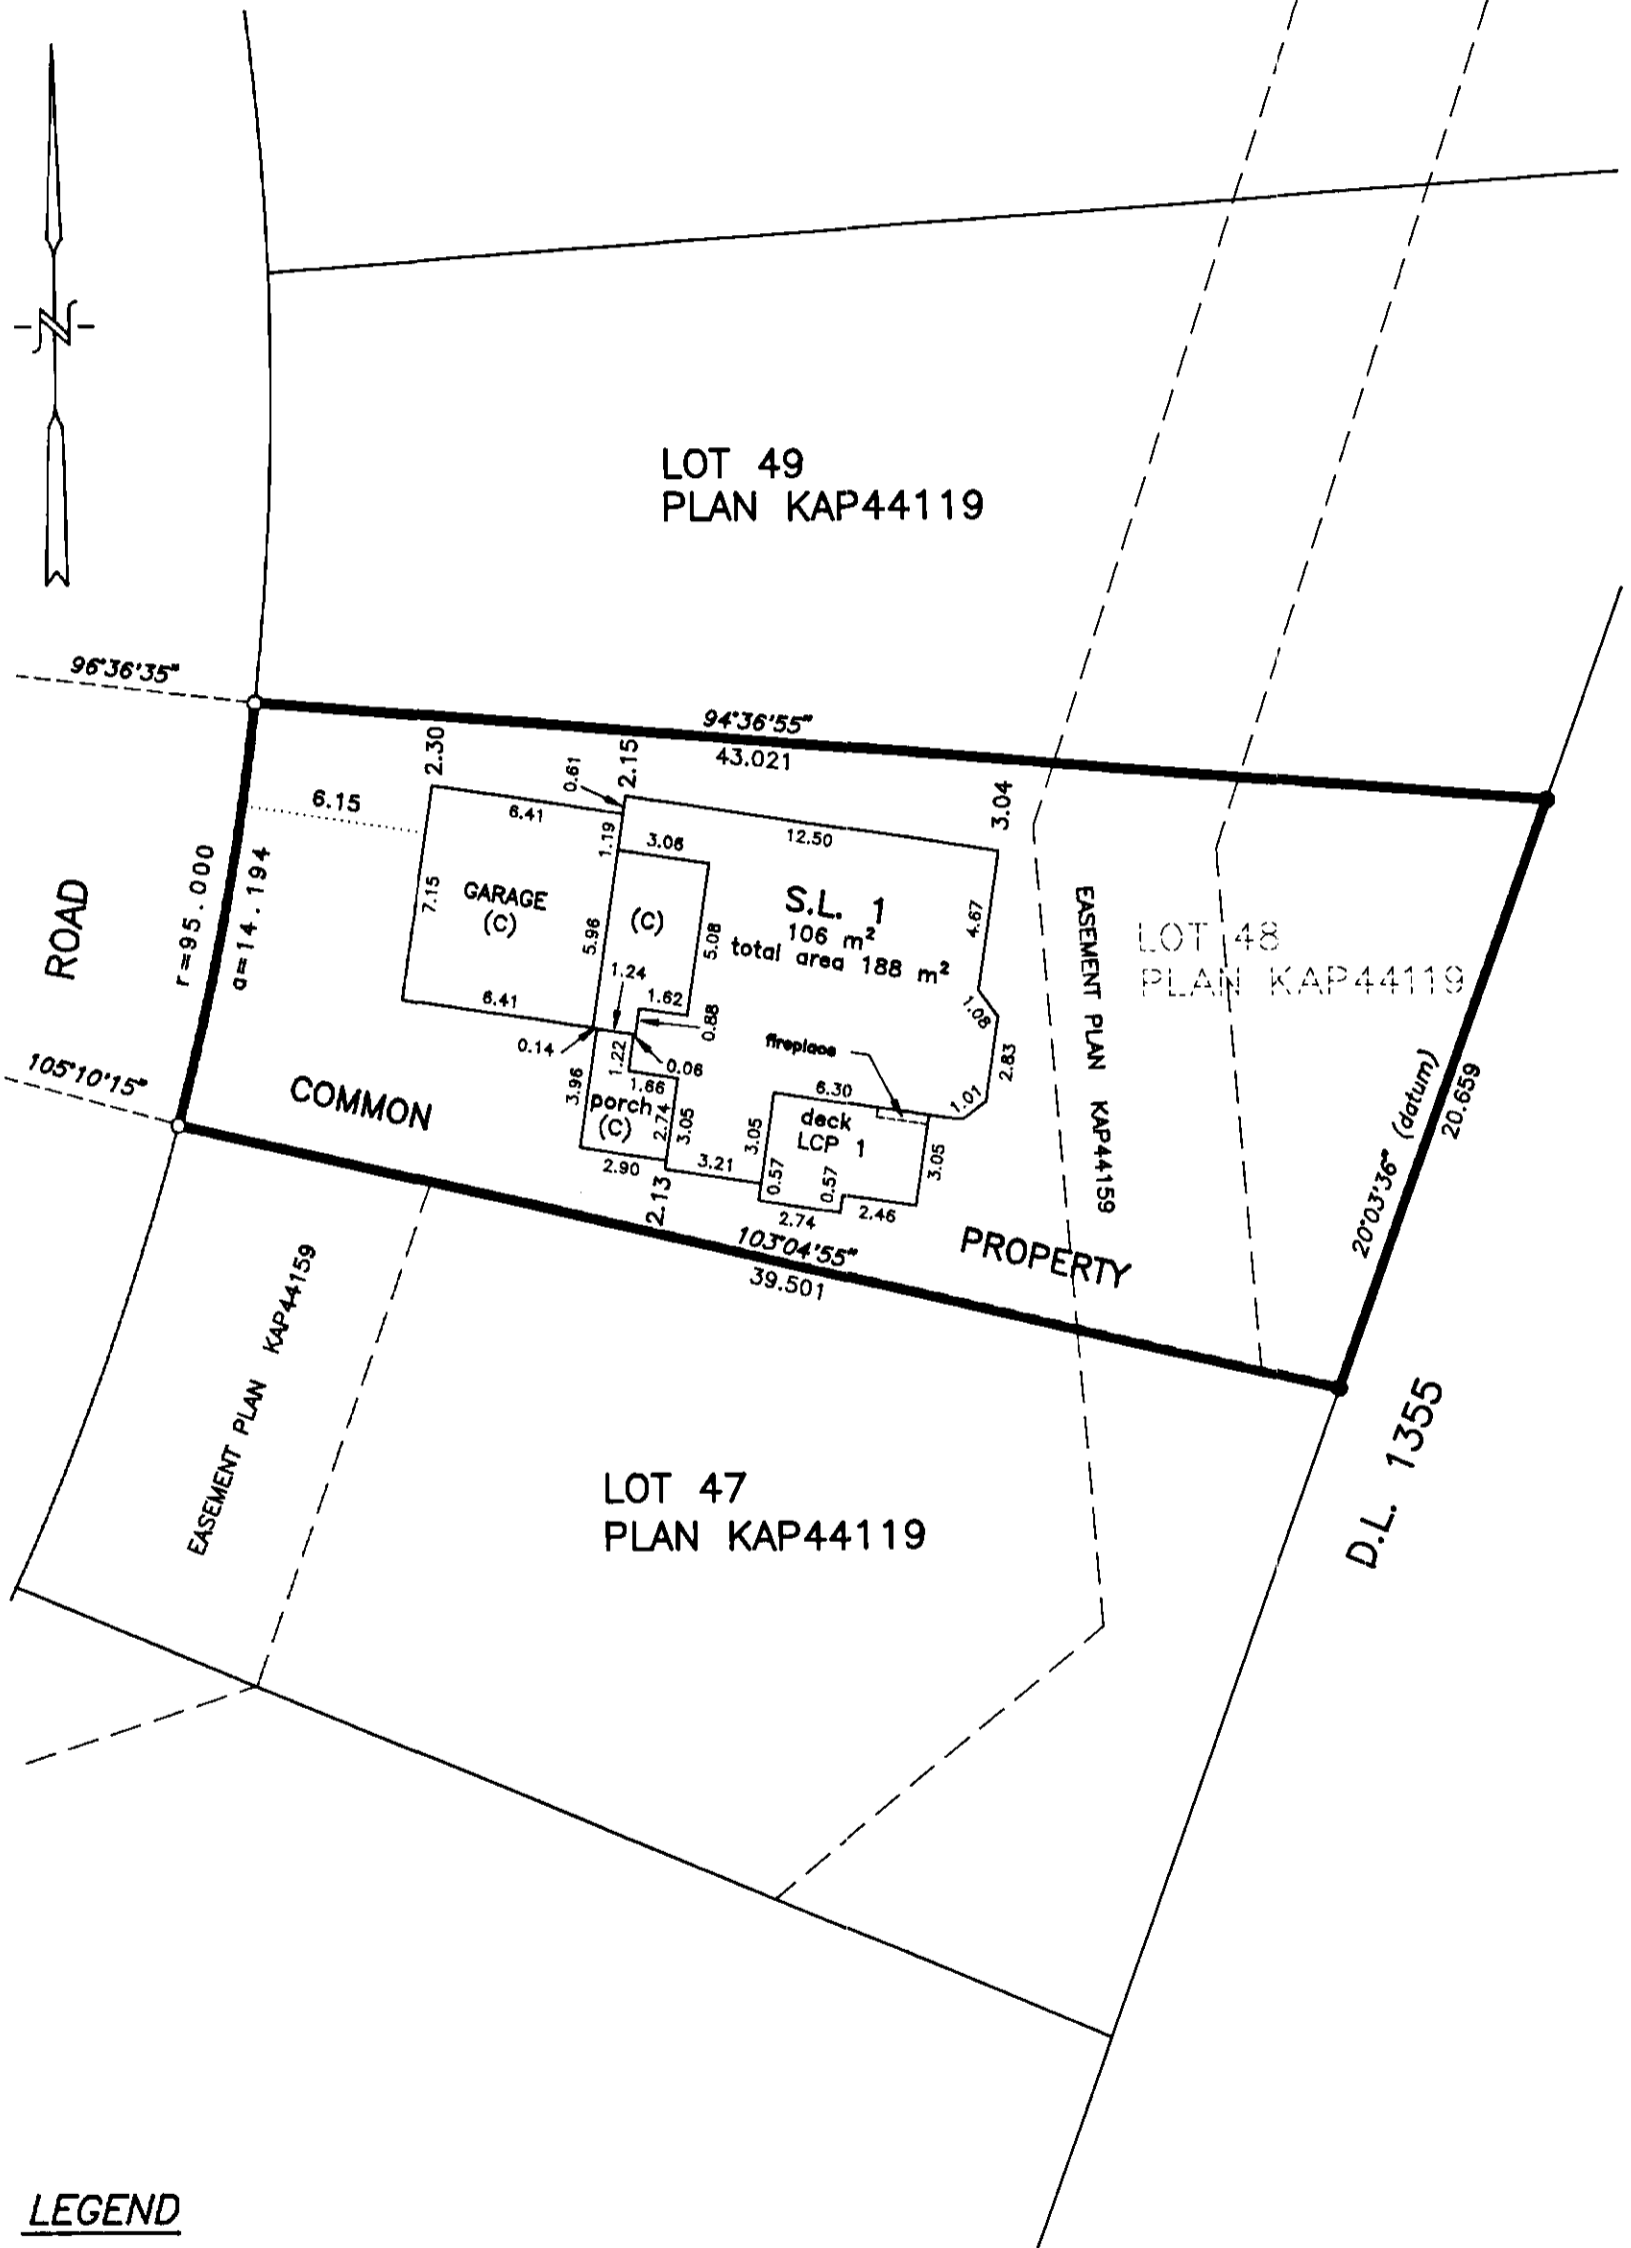 N
LOT 49
PLAN KAP44119
96°36'35"
94°36'55"
43.021
2.30
0.61
2.15
3.04
6.15
6.41
12.50
1.19
3.06
ROAD
r=95.000
a=14.194
7.15
GARAGE
(C)
5.96
(C)
5.08
S.L. 1
106 m²
total area 188 m²
4.67
EASEMENT PLAN KAP44159
LOT 48
PLAN KAP44119
1.24
1.62
0.88
1.08
6.41
0.14
1.22
0.06
fireplace
2.83
105°10'15"
COMMON
3.96
1.66
porch
(C)
2.74
3.05
6.30
1.01
deck
LCP 1
3.05
3.05
2.90
3.21
0.57
0.57
2.13
2.74
2.46
20°03'36" (datum)
20.659
103°04'55"
39.501
PROPERTY
EASEMENT PLAN KAP44159
LOT 47
PLAN KAP44119
D.L. 1355
LEGEND